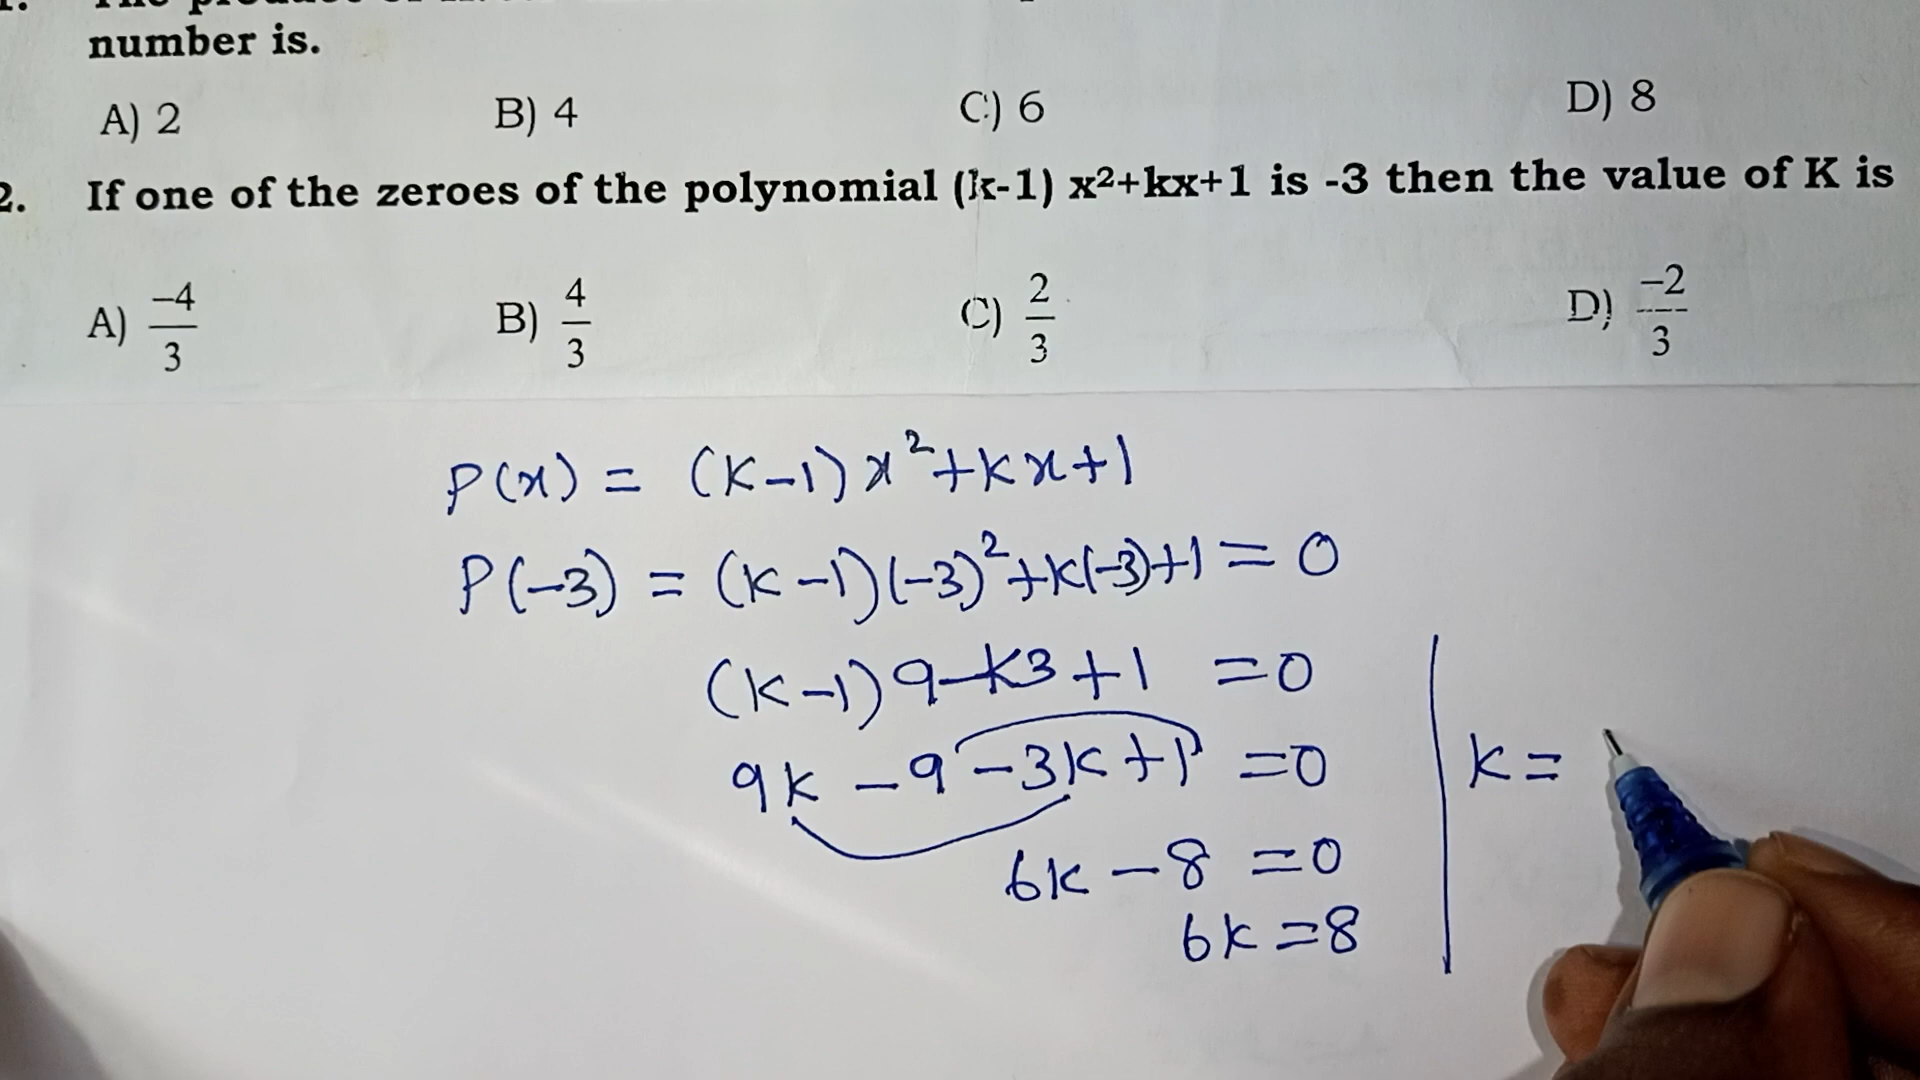 number is.
A) 2 B) 4 C) 6 D) 8
2. If one of the zeroes of the polynomial (k-1) x²+kx+1 is -3 then the value of K is
A) -4/3 B) 4/3 C) 2/3 D) -2/3
P(x) = (K-1)x²+kx+1
P(-3) = (k-1)(-3)²+k(-3)+1=0
(k-1)9-k3+1 =0
9k-9-3k+1 =0
6k-8=0
6k=8
k=